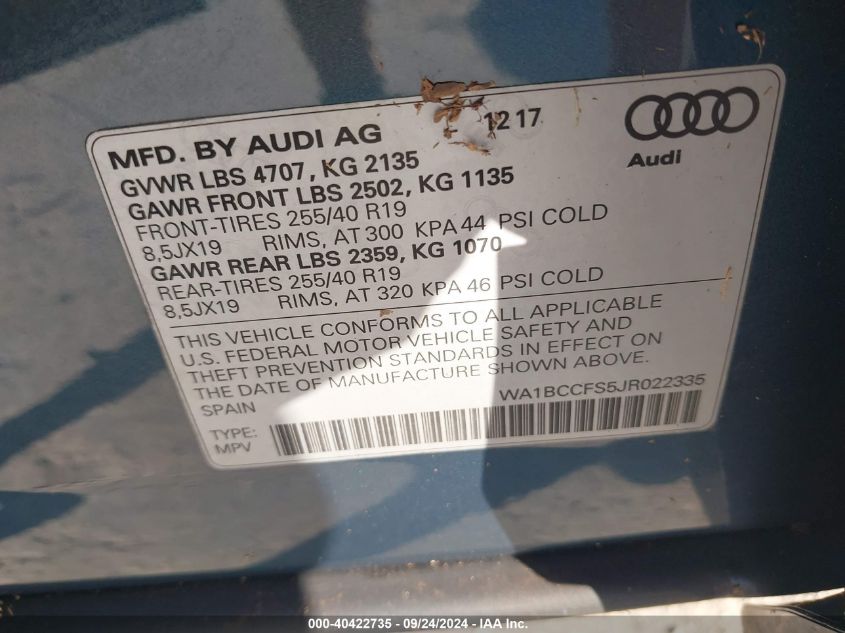 MFD. BY AUDI AG 12 17
Audi
GVWR LBS 4707, KG 2135
GAWR FRONT LBS 2502, KG 1135
FRONT-TIRES 255/40 R19
8,5JX19 RIMS, AT 300 KPA 44 PSI COLD
GAWR REAR LBS 2359, KG 1070
REAR-TIRES 255/40 R19
8,5JX19 RIMS, AT 320 KPA 46 PSI COLD
THIS VEHICLE CONFORMS TO ALL APPLICABLE
U.S. FEDERAL MOTOR VEHICLE SAFETY AND
THEFT PREVENTION STANDARDS IN EFFECT ON
THE DATE OF MANUFACTURE SHOWN ABOVE.
SPAIN WA1BCCFS5JR022335
TYPE:
MPV
000-40422735 - 09/24/2024 - IAA Inc.